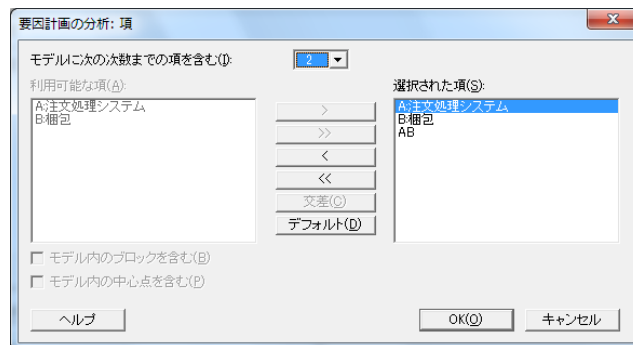 要因計画の分析: 項
モデルに次の次数までの項を含む(I): 2
利用可能な項(A):
A:注文処理システム
B:梱包
>
>>
<
<<
交差(C)
デフォルト(D)
選択された項(S):
A:注文処理システム
B:梱包
AB
モデル内のブロックを含む(B)
モデル内の中心点を含む(P)
ヘルプ
OK(O)
キャンセル